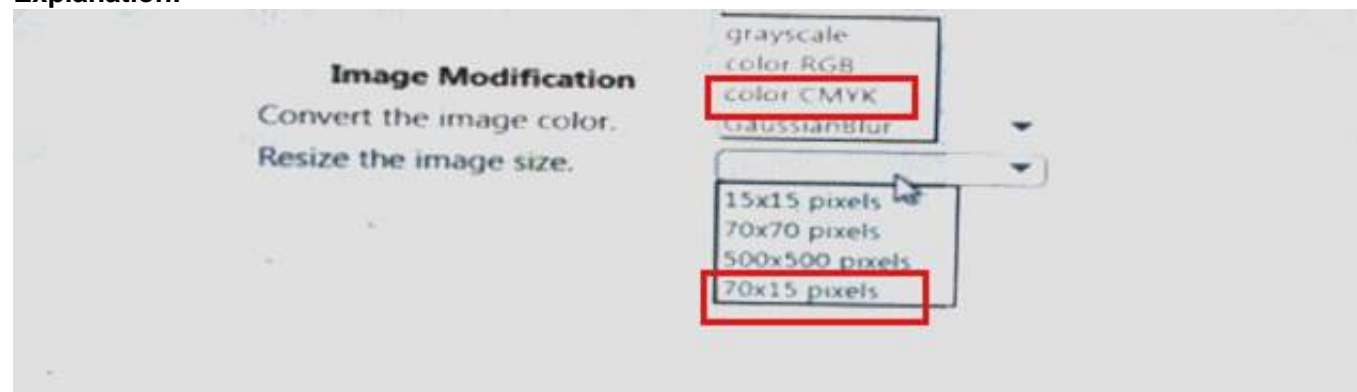 Explanation:
grayscale
color RGB
Image Modification
color CMYK
Convert the image color.
GaussianBlur
Resize the image size.
15x15 pixels
70x70 pixels
500x500 pixels
70x15 pixels